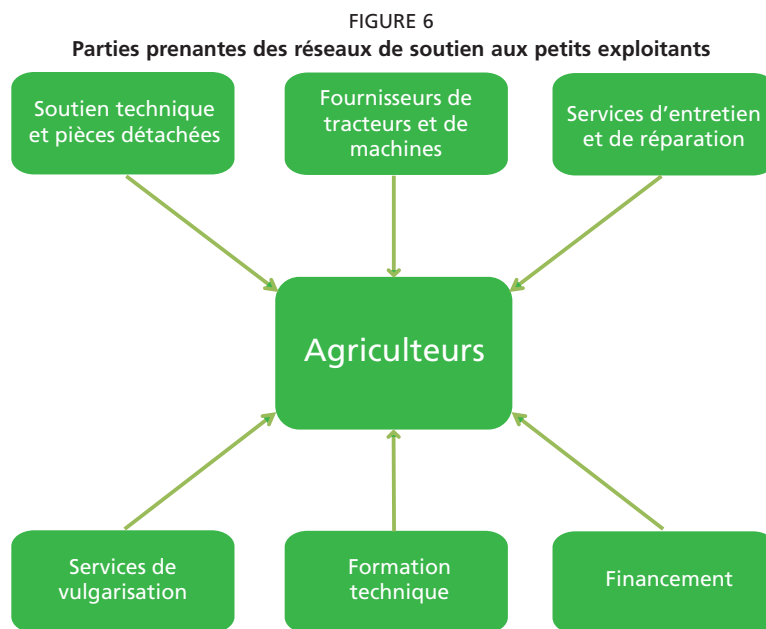 FIGURE 6
Parties prenantes des réseaux de soutien aux petits exploitants
Soutien technique
et pièces détachées
Fournisseurs de
tracteurs et de
machines
Services d’entretien
et de réparation
Agriculteurs
Services de
vulgarisation
Formation
technique
Financement